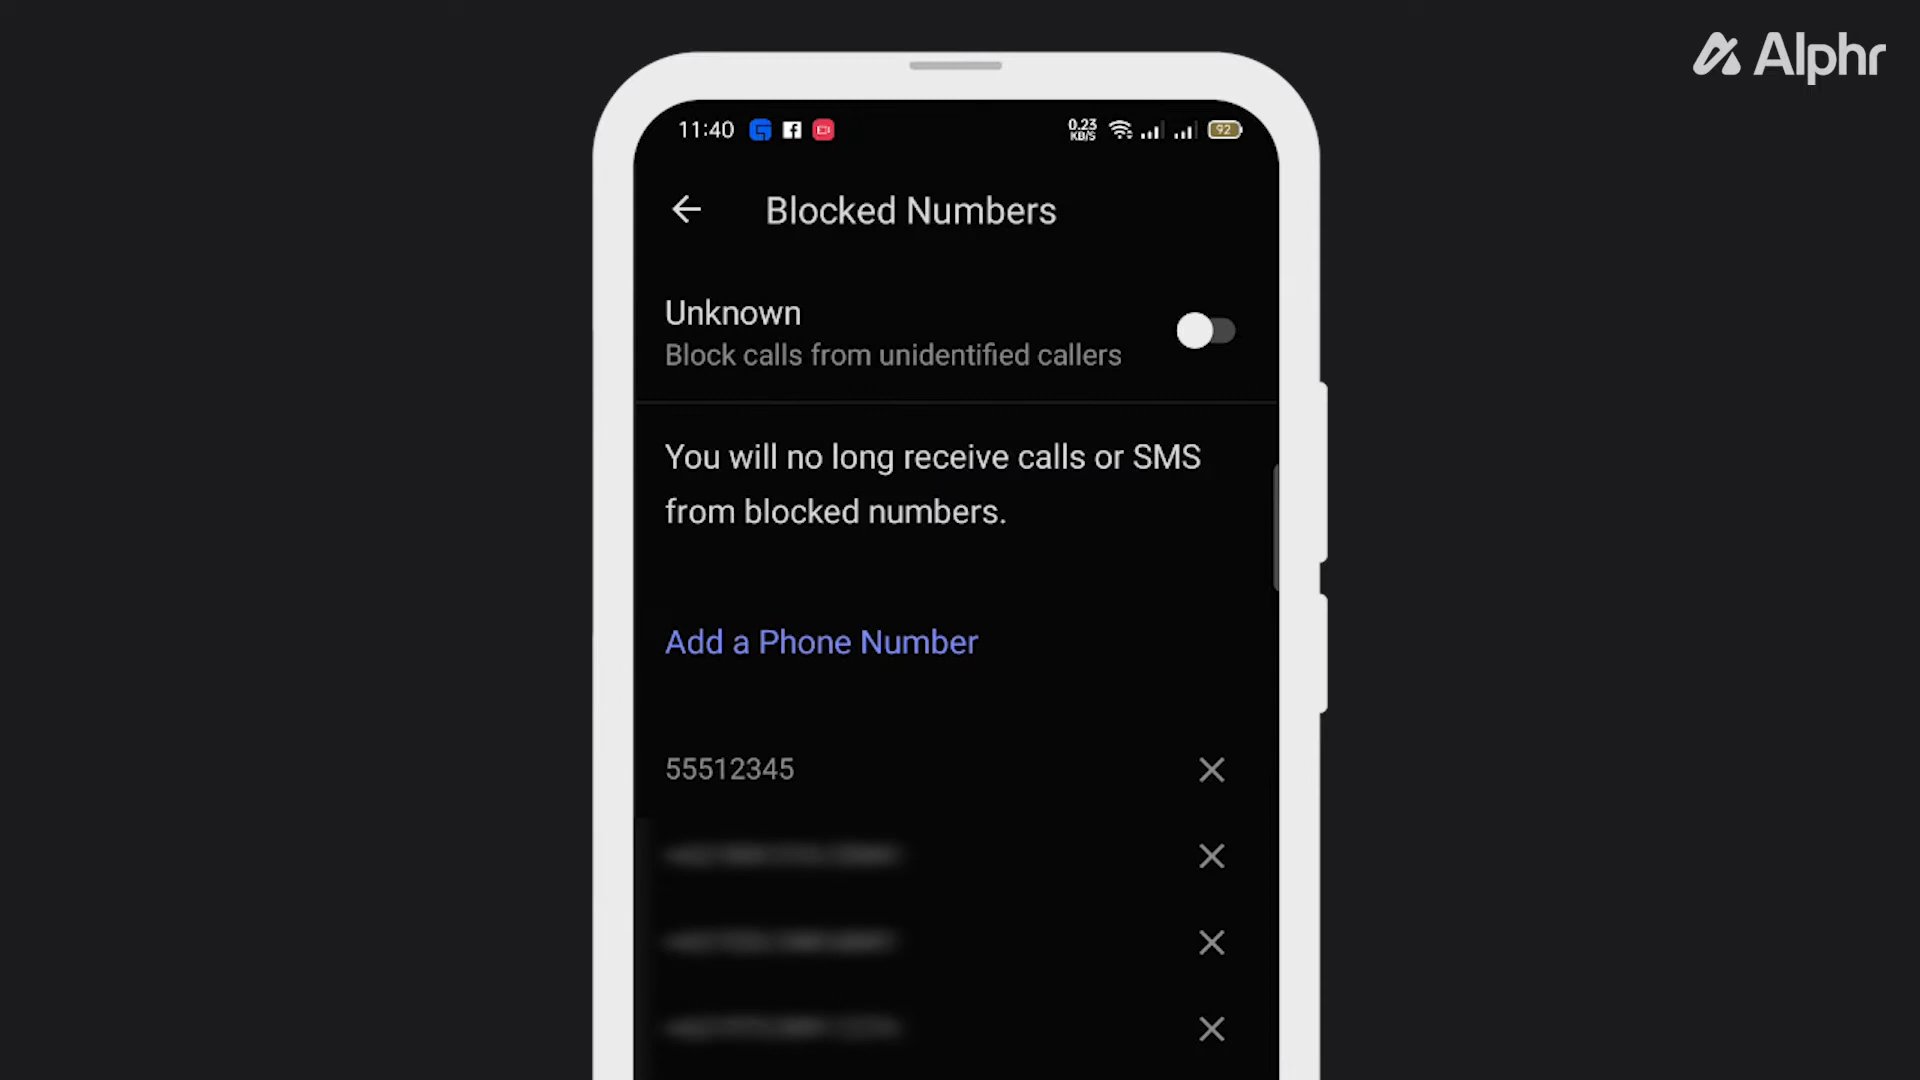 Alphr
11:40
0.23
KB/S
92
Blocked Numbers
Unknown
Block calls from unidentified callers
You will no long receive calls or SMS
from blocked numbers.
Add a Phone Number
55512345